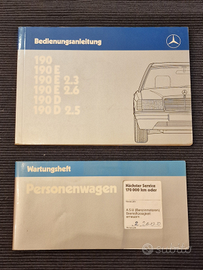 Bedienungsanleitung
190
190 E
190 E 2.3
190 E 2.6
190 D
190 D 2.5
Wartungsheft
Personenwagen
Nächster Service
170 000 km oder
subito